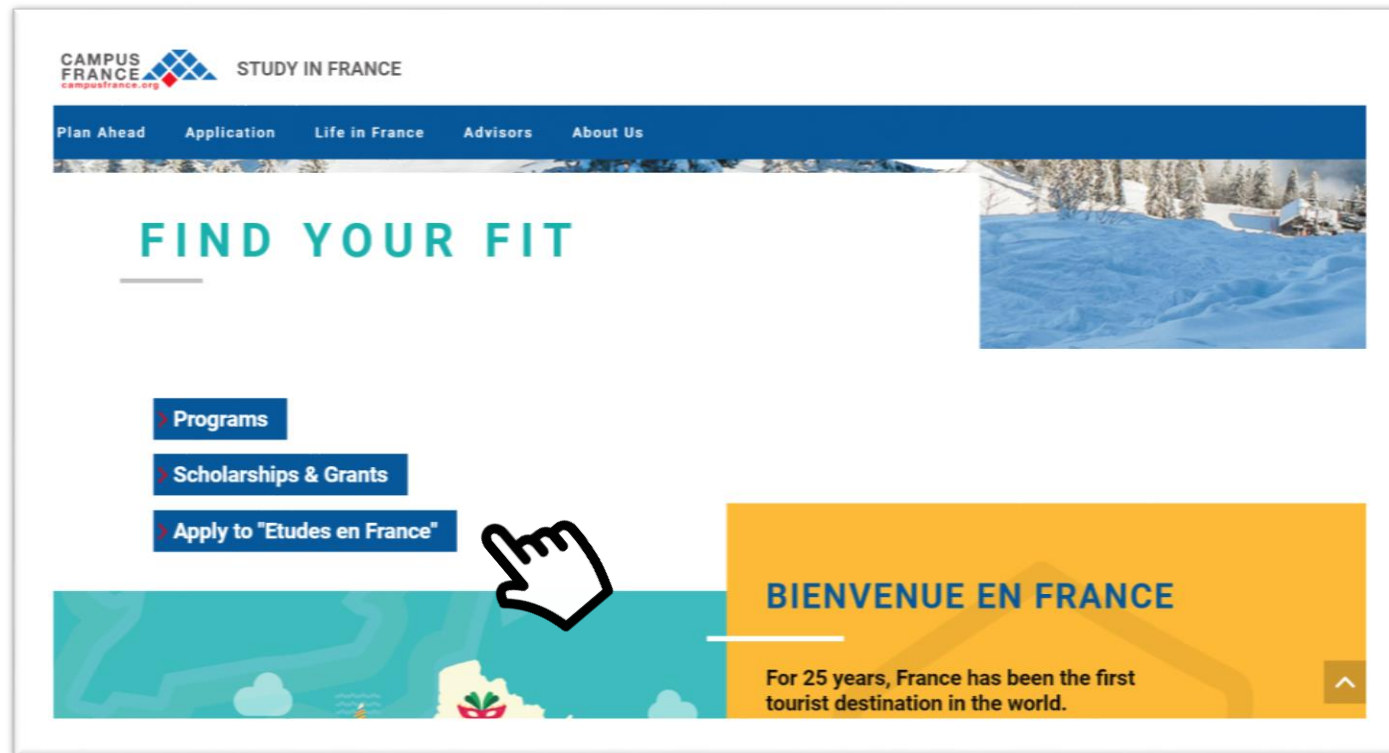 CAMPUS
FRANCE
campusfrance.org
STUDY IN FRANCE
Plan Ahead Application Life in France Advisors About Us
FIND YOUR FIT
Programs
Scholarships & Grants
Apply to "Etudes en France"
BIENVENUE EN FRANCE
For 25 years, France has been the first
tourist destination in the world.